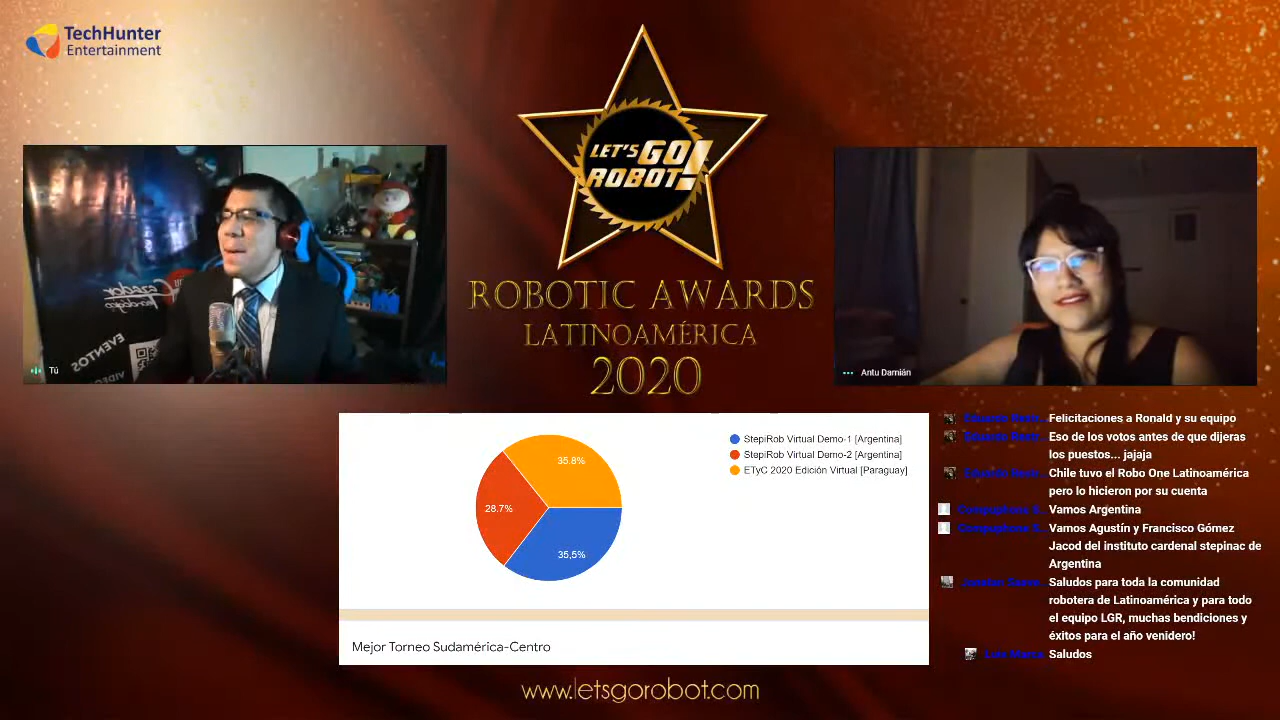 TechHunter
Entertainment
LET'S GO
ROBOT!
ROBOTIC AWARDS
LATINOAMÉRICA
2020
EVENTOS
Tú
Antu Damián
35.8%
28.7%
35,5%
StepiRob Virtual Demo-1 [Argentina]
StepiRob Virtual Demo-2 [Argentina]
ETyC 2020 Edición Virtual [Paraguay]
Mejor Torneo Sudamérica-Centro
Felicitaciones a Ronald y su equipo
Eso de los votos antes de que dijeras
los puestos... jajaja
Chile tuvo el Robo One Latinoamérica
pero lo hicieron por su cuenta
Vamos Argentina
Vamos Agustín y Francisco Gómez
Jacod del instituto cardenal stepinac de
Argentina
Saludos para toda la comunidad
robotera de Latinoamérica y para todo
el equipo LGR, muchas bendiciones y
éxitos para el año venidero!
Saludos
www.letsgorobot.com